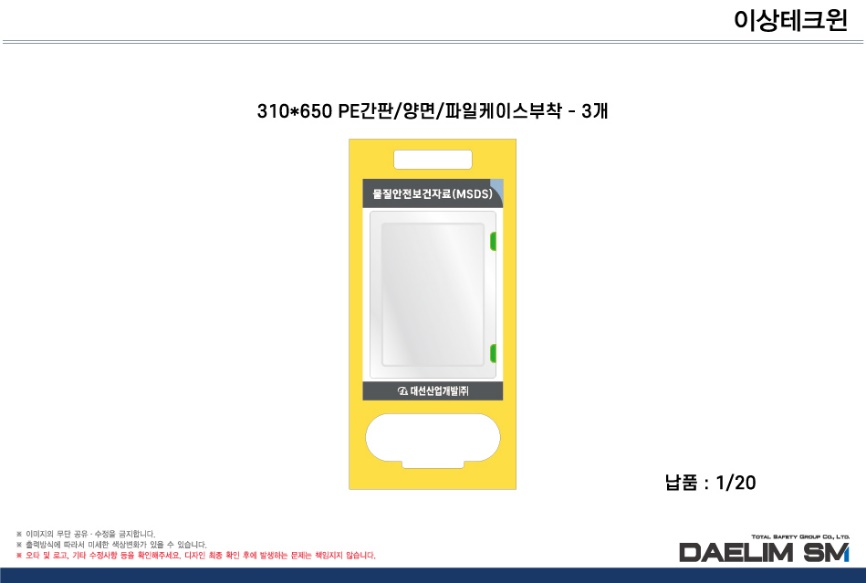 이상테크윈
310*650 PE간판/양면/파일케이스부착 - 3개
물질안전보건자료(MSDS)
대선산업개발㈜
납품 : 1/20
※ 이미지의 무단 공유·수정을 금지합니다.
※ 출력방식에 따라서 미세한 색상변화가 있을 수 있습니다.
※ 오타 및 로고, 기타 수정사항 등을 확인해주세요. 디자인 최종 확인 후에 발생하는 문제는 책임지지 않습니다.
TOTAL SAFETY GROUP CO., LTD.
DAELIM SM